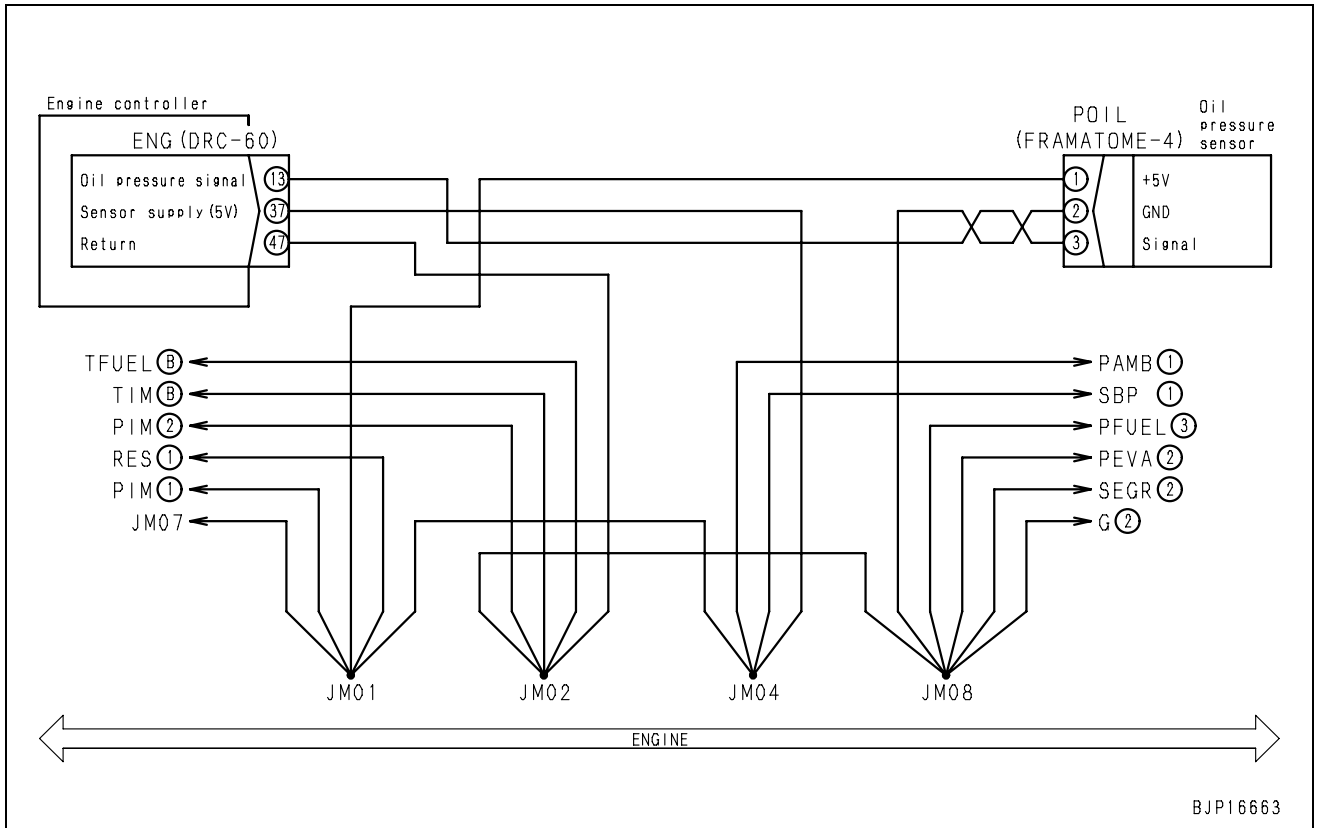 Engine controller
ENG (DRC-60)
Oil pressure signal 13
Sensor supply (5V) 37
Return 47
POIL
(FRAMATOME-4)
Oil
pressure
sensor
1 +5V
2 GND
3 Signal
TFUEL B
TIM B
PIM 2
RES 1
PIM 1
JM07
PAMB 1
SBP 1
PFUEL 3
PEVA 2
SEGR 2
G 2
JM01 JM02 JM04 JM08
ENGINE
BJP16663